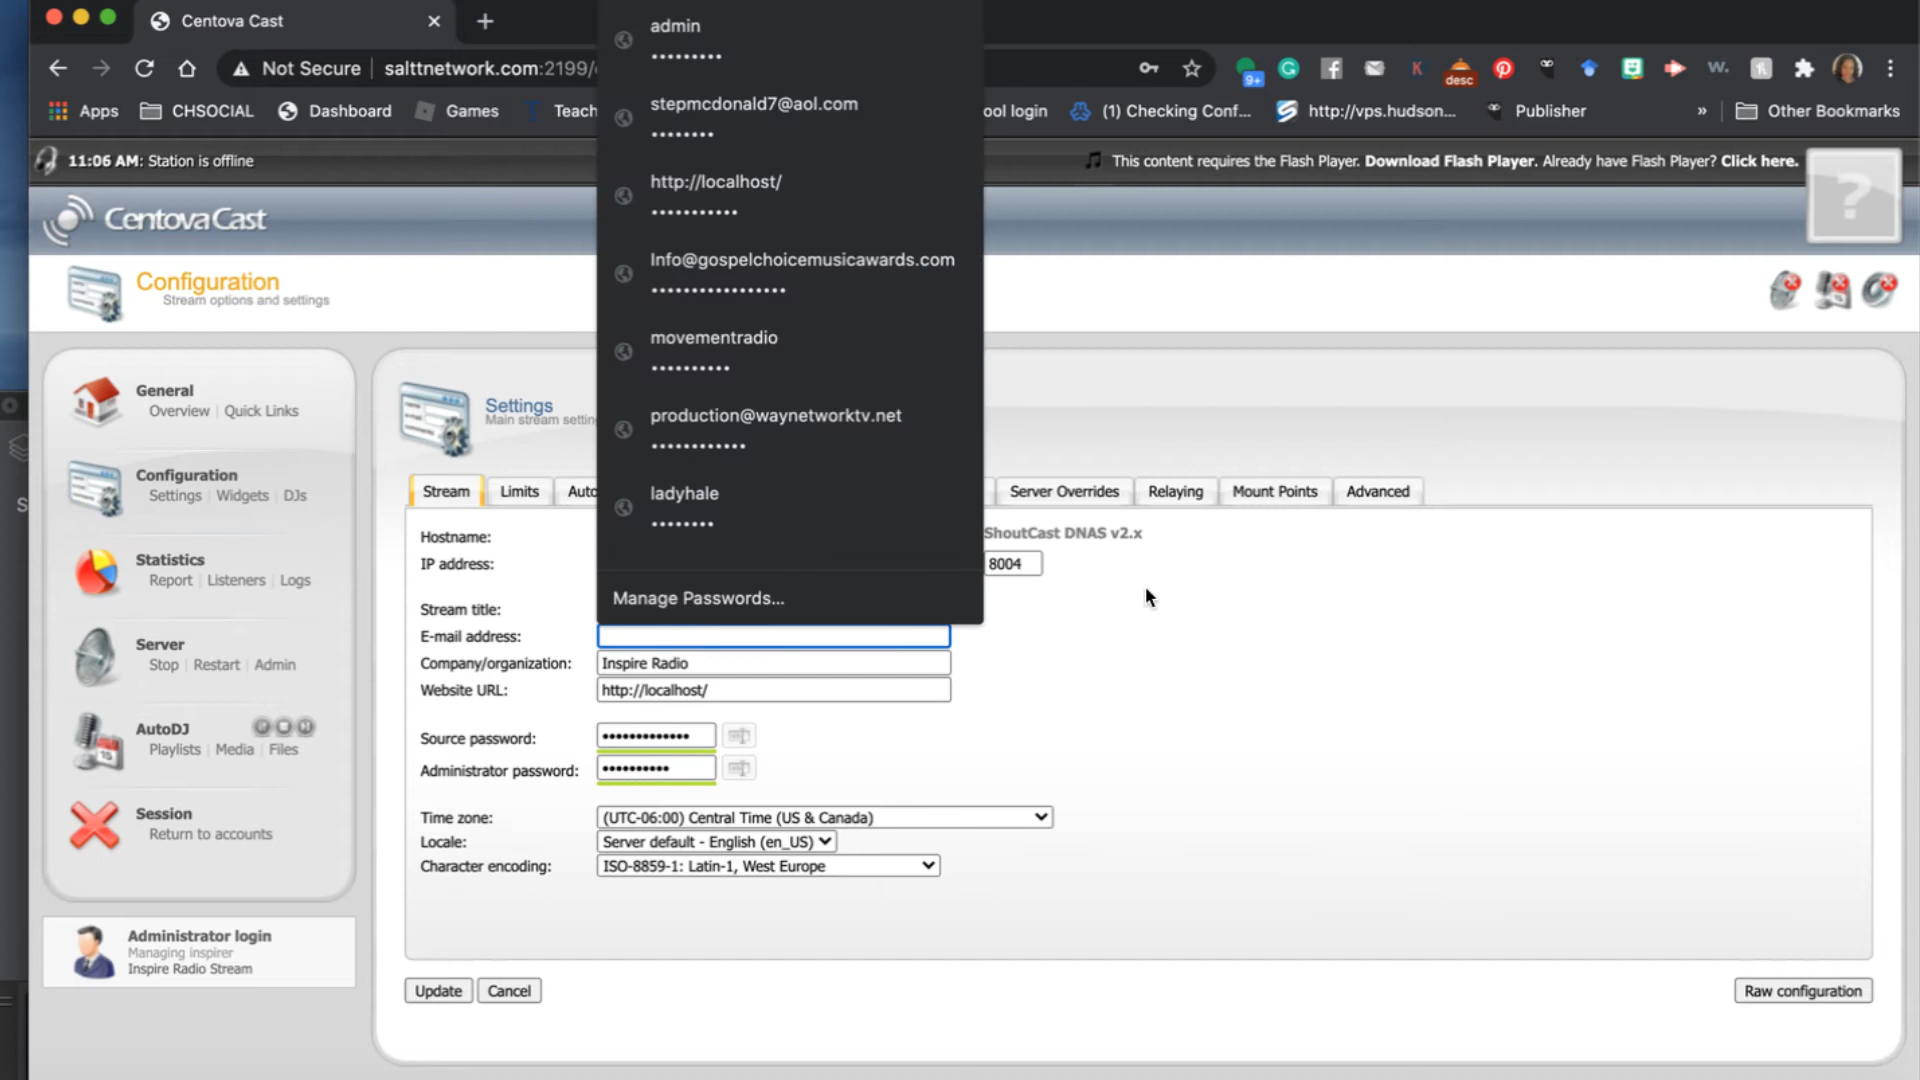 Centova Cast
Not Secure
salttnetwork.com:2199/
9+
desc
Apps
CHSOCIAL
Dashboard
Games
Teach
ool login
(1) Checking Conf...
http://vps.hudson...
Publisher
»
Other Bookmarks
11:06 AM: Station is offline
This content requires the Flash Player. Download Flash Player. Already have Flash Player? Click here.
CentovaCast
Configuration
Stream options and settings
General
Overview | Quick Links
Configuration
Settings | Widgets | DJs
Statistics
Report | Listeners | Logs
Server
Stop | Restart | Admin
AutoDJ
Playlists | Media | Files
Session
Return to accounts
Administrator login
Managing inspirer
Inspire Radio Stream
admin
•••••••••
stepmcdonald7@aol.com
••••••••
http://localhost/
•••••••••••
Info@gospelchoicemusicawards.com
•••••••••••••••••
movementradio
••••••••••
production@waynetworktv.net
••••••••••••
ladyhale
••••••••
Manage Passwords...
Settings
Main stream settin
Stream
Limits
Auto
Server Overrides
Relaying
Mount Points
Advanced
Hostname:
ShoutCast DNAS v2.x
IP address:
8004
Stream title:
E-mail address:
Company/organization: Inspire Radio
Website URL: http://localhost/
Source password: •••••••••••••
Administrator password: ••••••••••
Time zone: (UTC-06:00) Central Time (US & Canada)
Locale: Server default - English (en_US)
Character encoding: ISO-8859-1: Latin-1, West Europe
Update
Cancel
Raw configuration